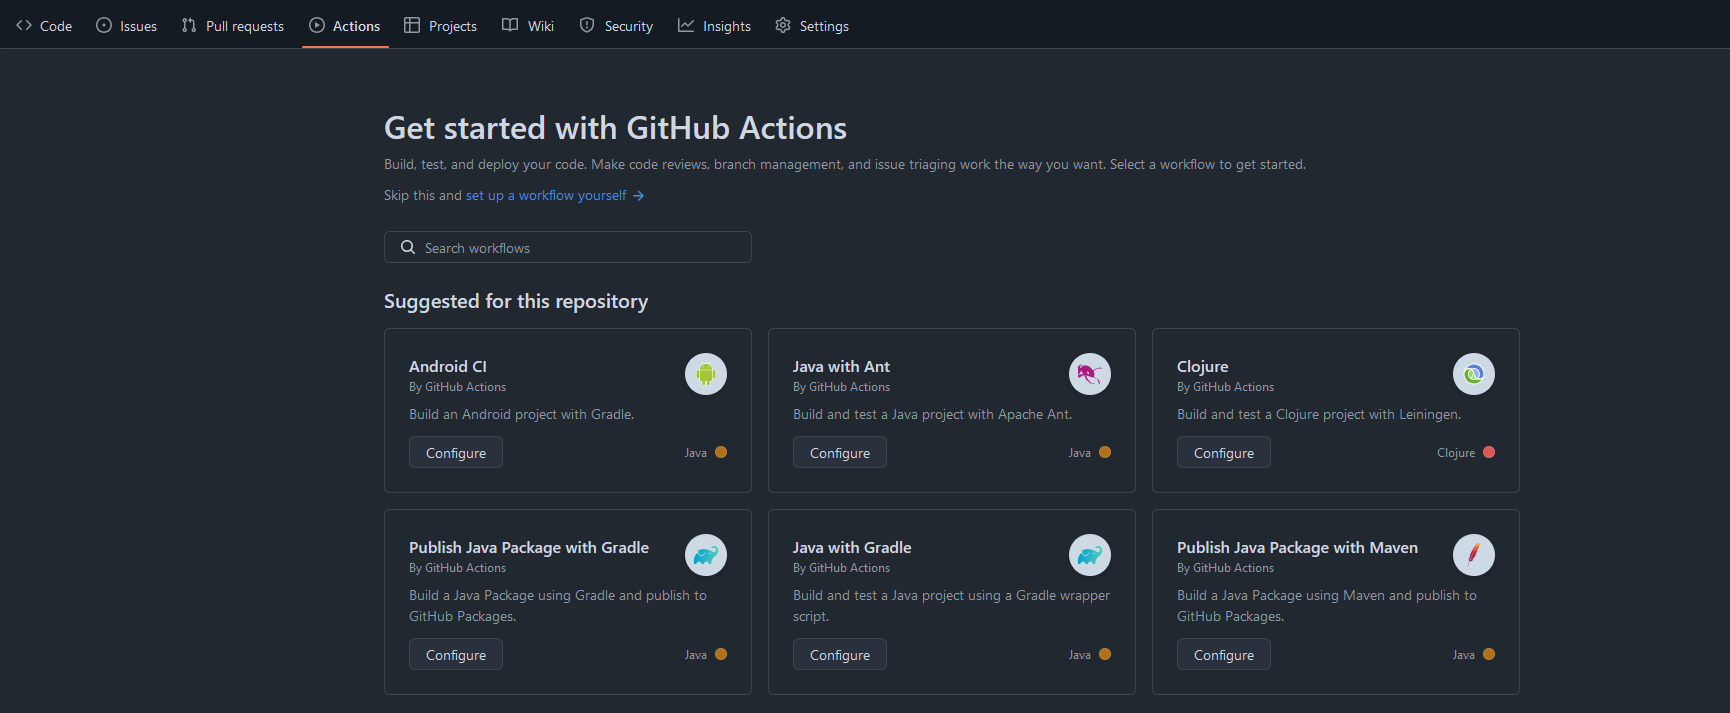 Code Issues Pull requests Actions Projects Wiki Security Insights Settings
Get started with GitHub Actions
Build, test, and deploy your code. Make code reviews, branch management, and issue triaging work the way you want. Select a workflow to get started.
Skip this and set up a workflow yourself →
Search workflows
Suggested for this repository
Android CI
By GitHub Actions
Build an Android project with Gradle.
Configure
Java
Java with Ant
By GitHub Actions
Build and test a Java project with Apache Ant.
Configure
Java
Clojure
By GitHub Actions
Build and test a Clojure project with Leiningen.
Configure
Clojure
Publish Java Package with Gradle
By GitHub Actions
Build a Java Package using Gradle and publish to
GitHub Packages.
Configure
Java
Java with Gradle
By GitHub Actions
Build and test a Java project using a Gradle wrapper
script.
Configure
Java
Publish Java Package with Maven
By GitHub Actions
Build a Java Package using Maven and publish to
GitHub Packages.
Configure
Java